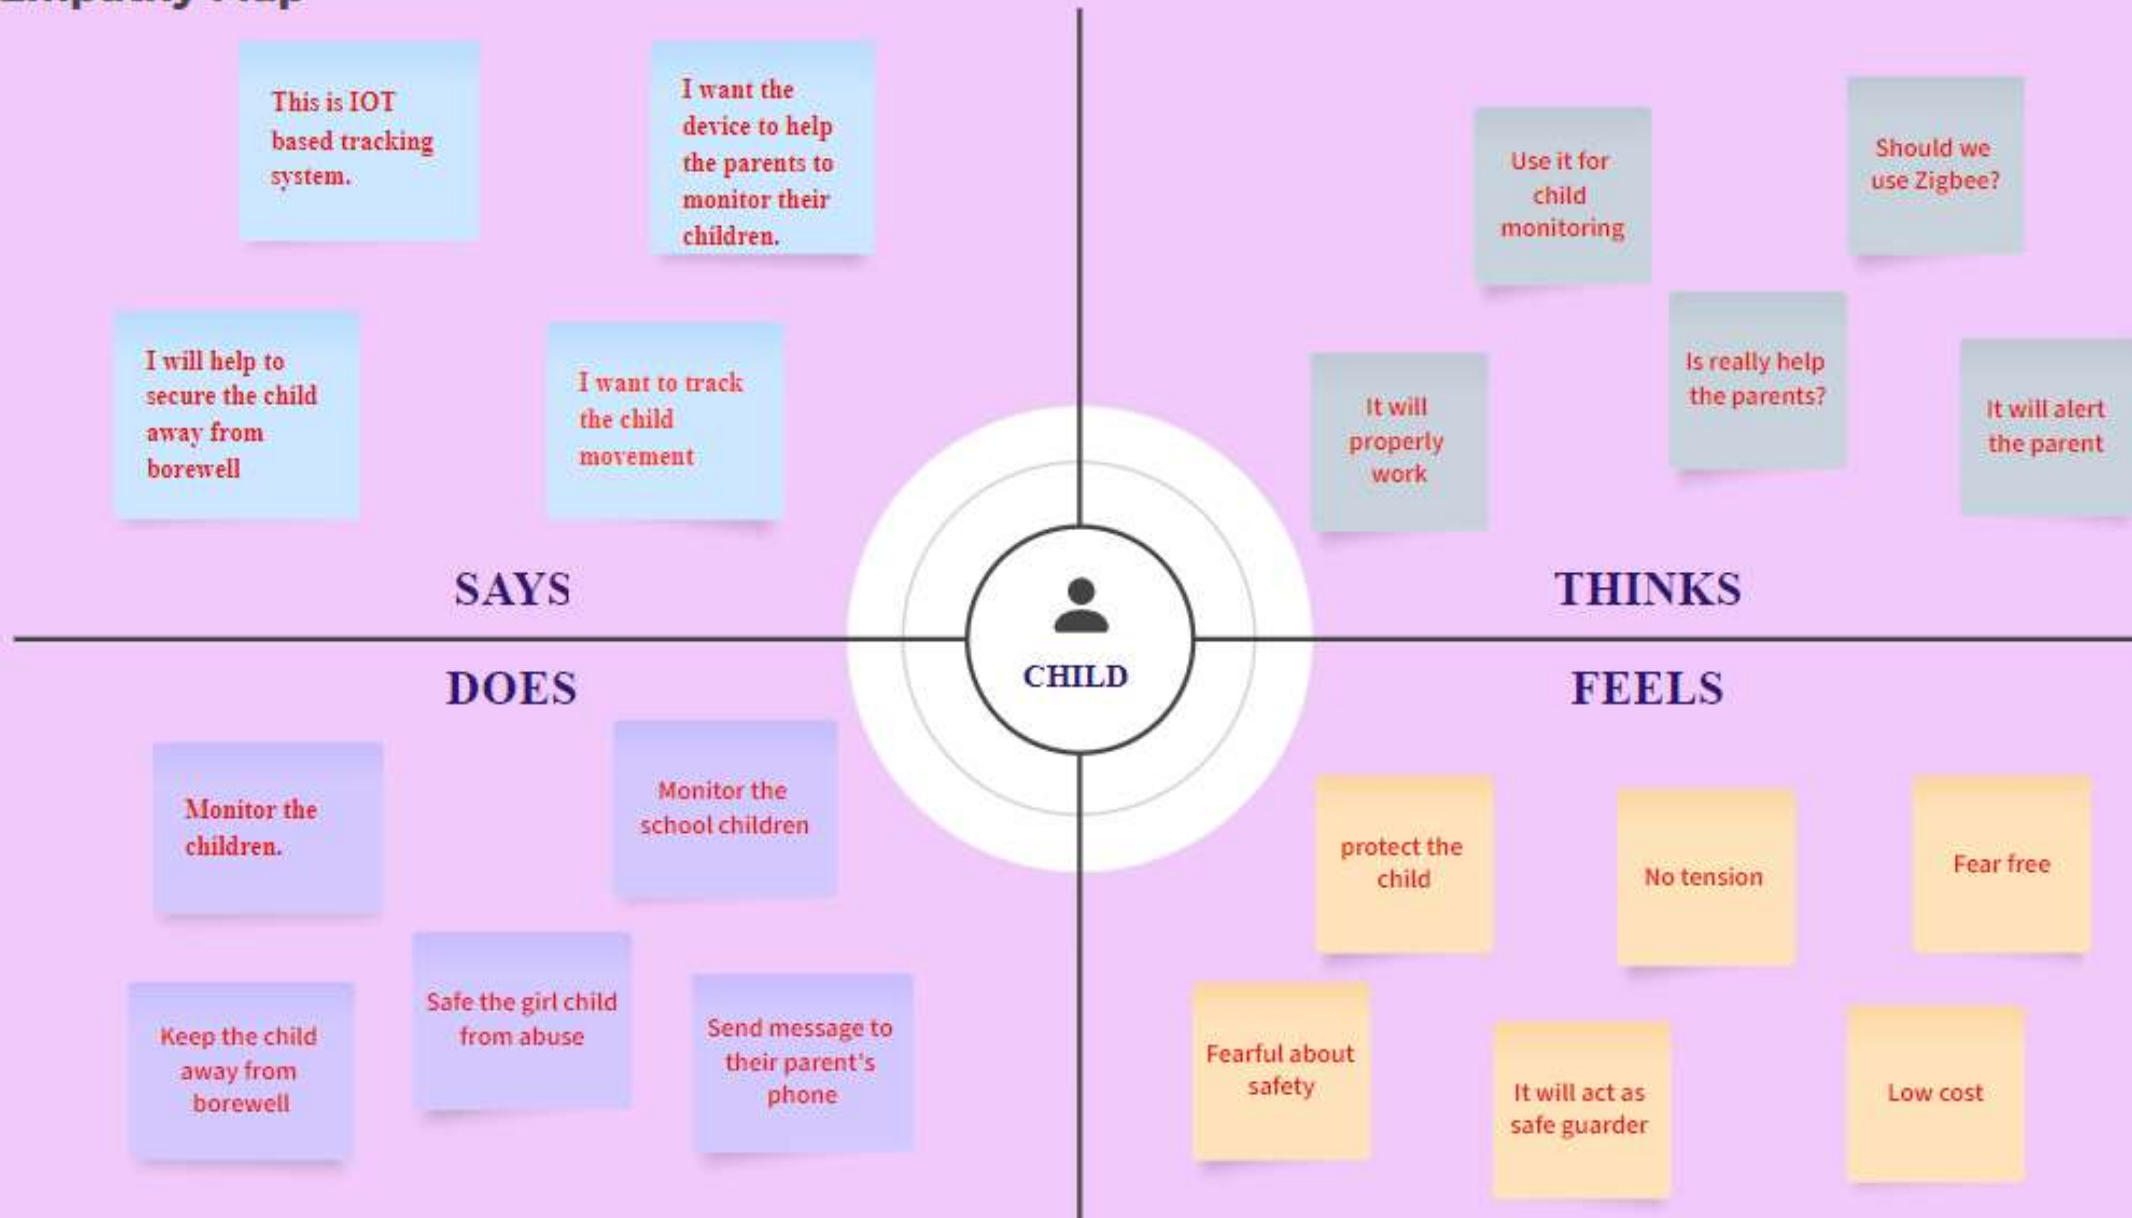 Empathy Map
This is IOT
based tracking
system.
I want the
device to help
the parents to
monitor their
children.
I will help to
secure the child
away from
borewell
I want to track
the child
movement
SAYS
Use it for
child
monitoring
Should we
use Zigbee?
It will
properly
work
Is really help
the parents?
It will alert
the parent
THINKS
CHILD
DOES
Monitor the
children.
Monitor the
school children
Keep the child
away from
borewell
Safe the girl child
from abuse
Send message to
their parent's
phone
FEELS
protect the
child
No tension
Fear free
Fearful about
safety
It will act as
safe guarder
Low cost